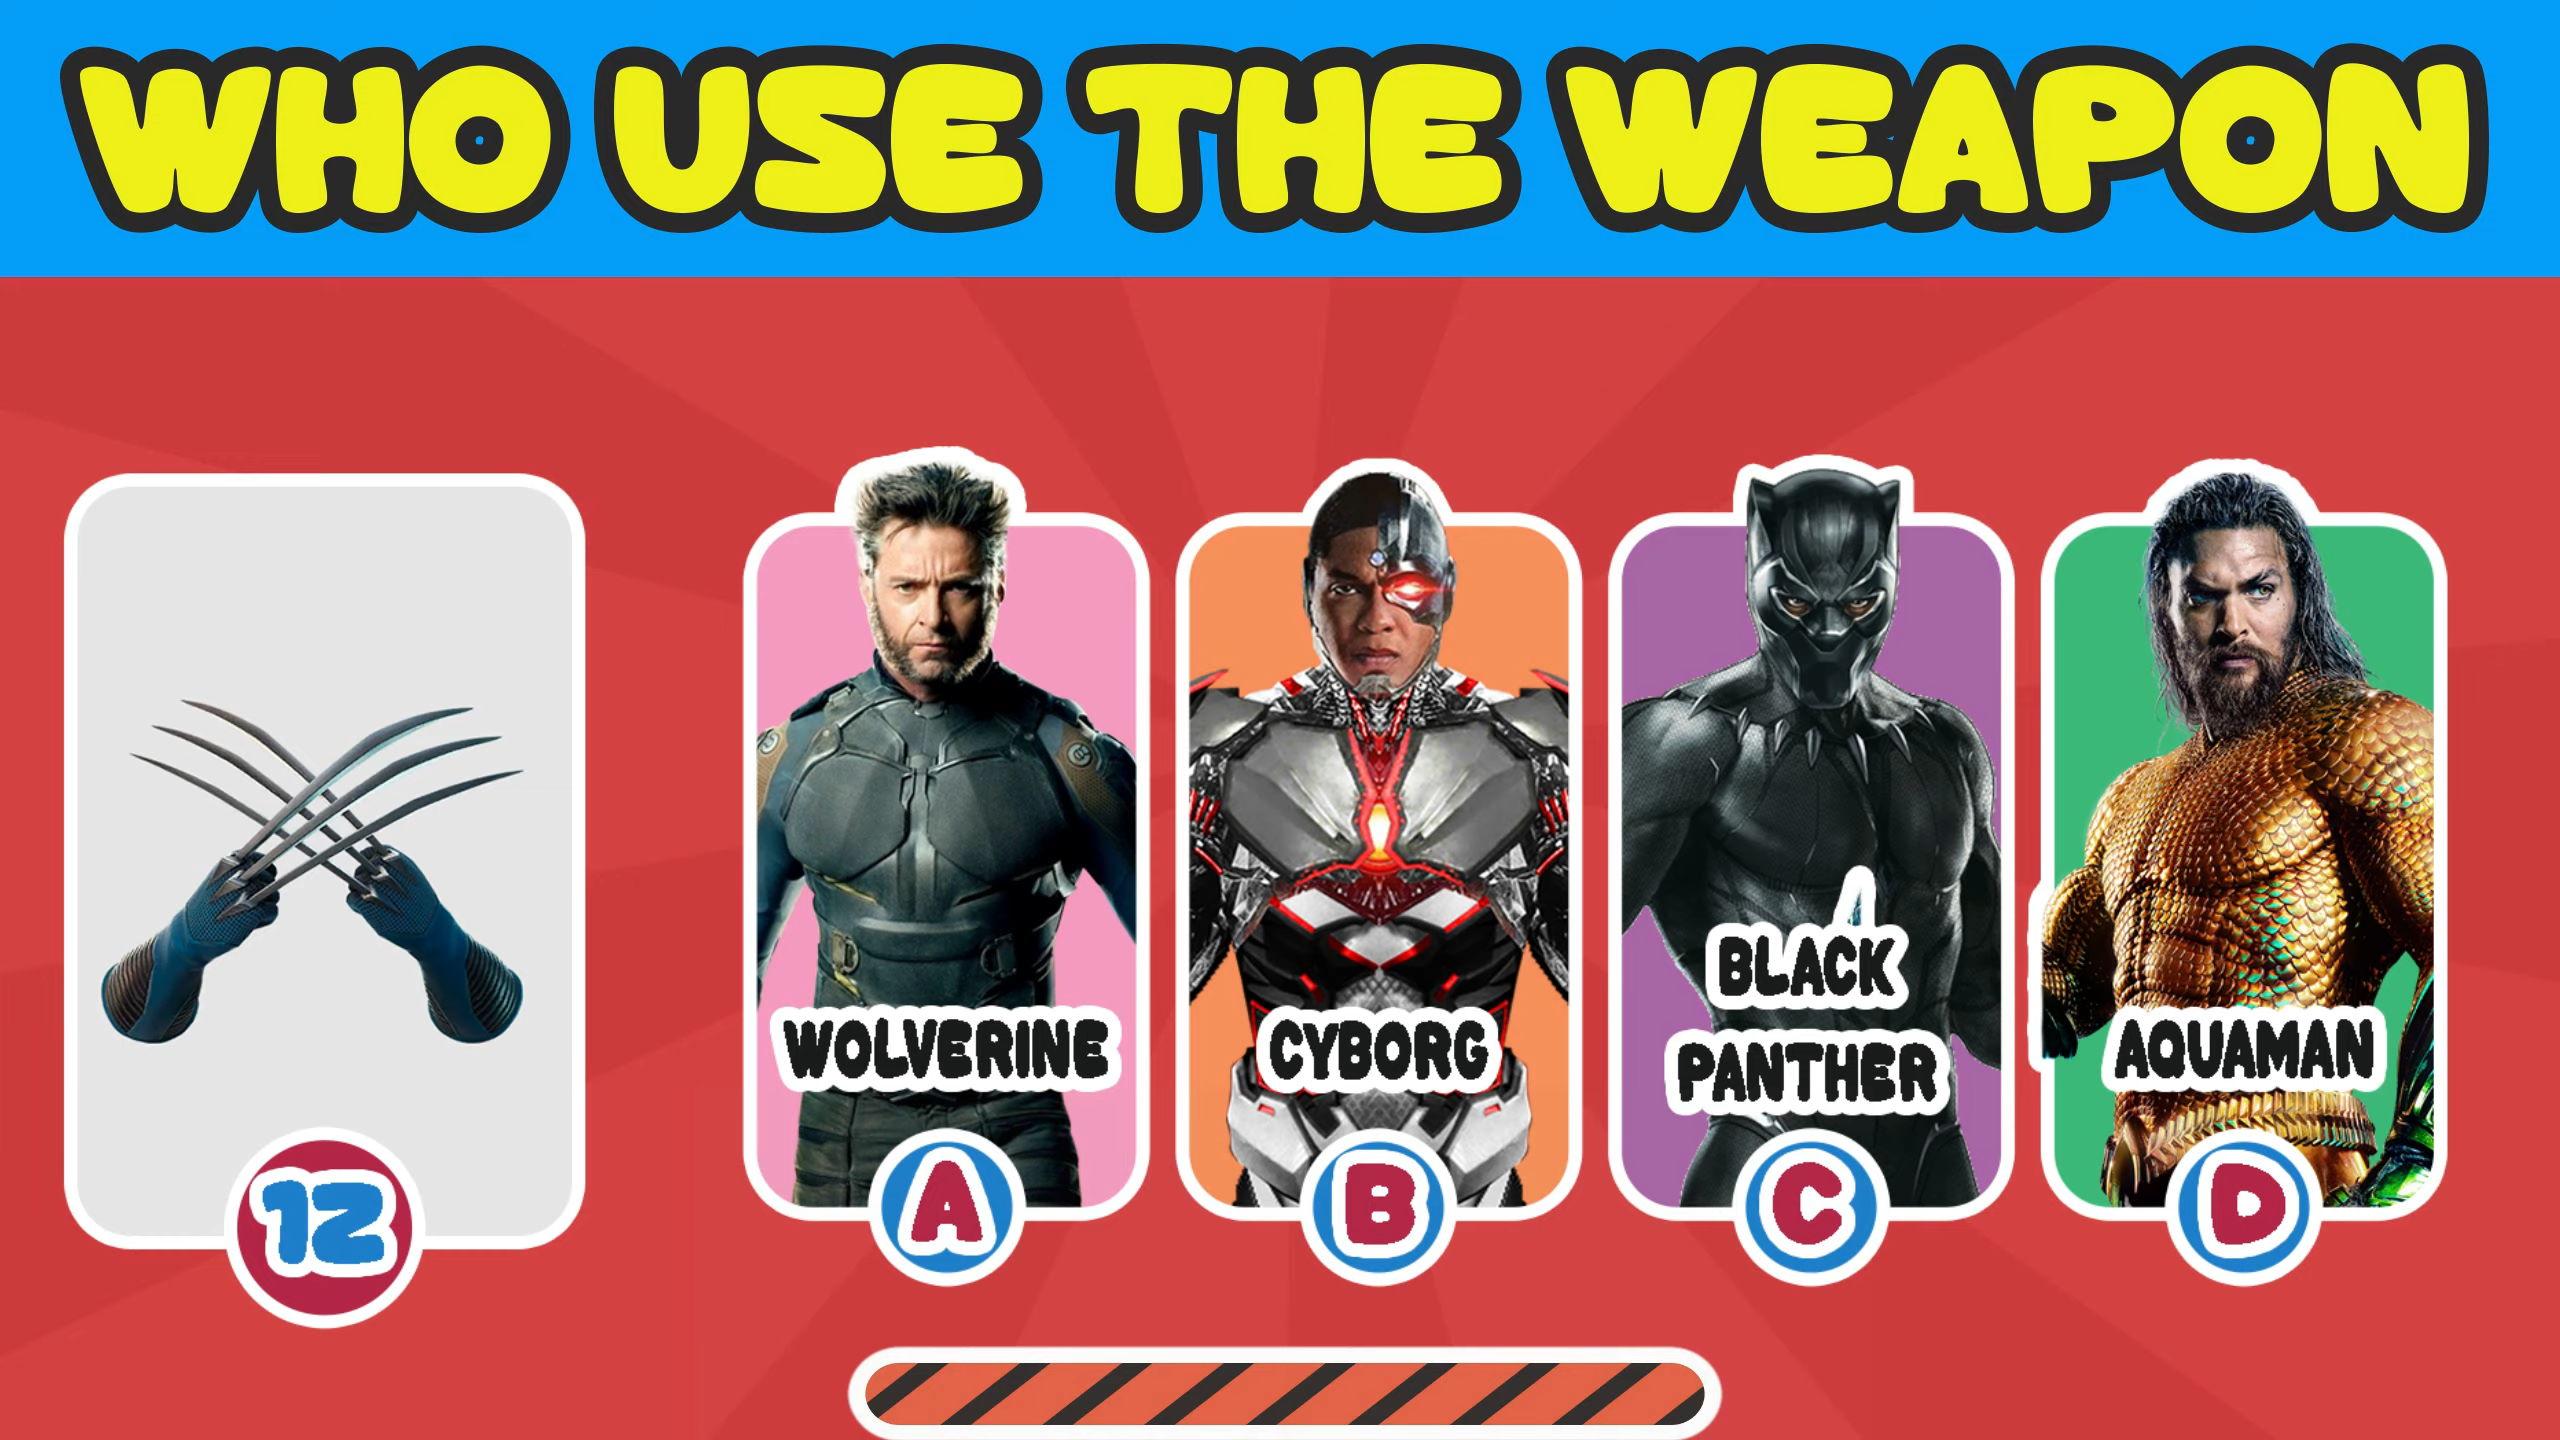 WHO USE THE WEAPON
12
WOLVERINE
A
CYBORG
B
BLACK
PANTHER
C
AQUAMAN
D